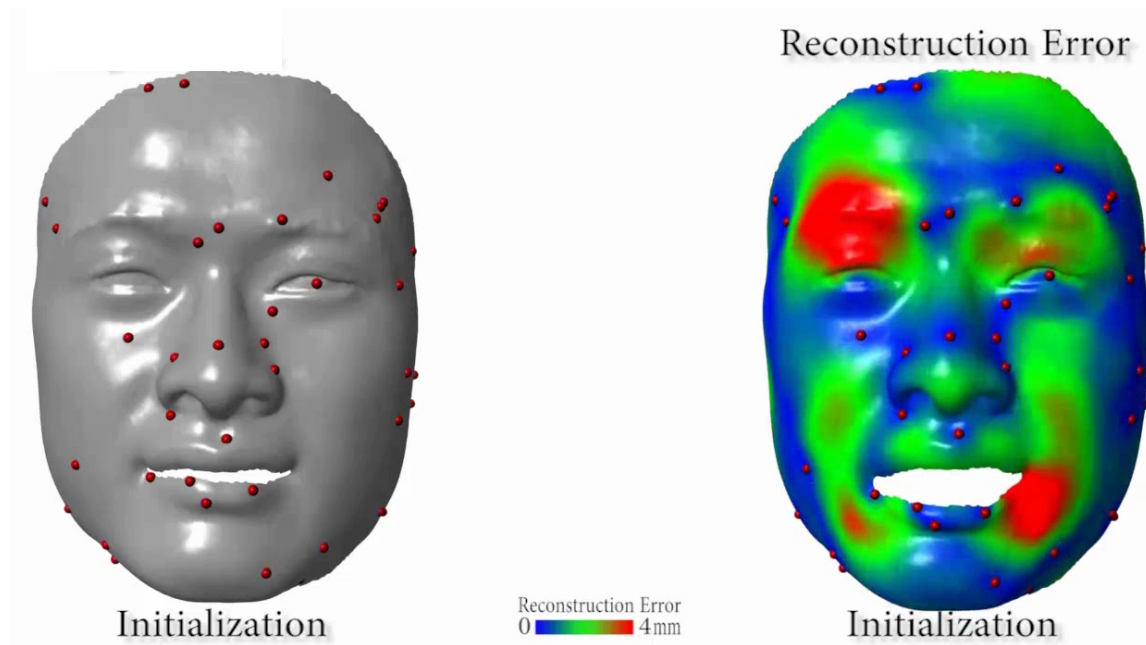 Reconstruction Error
Initialization
Reconstruction Error
0 4mm
Initialization